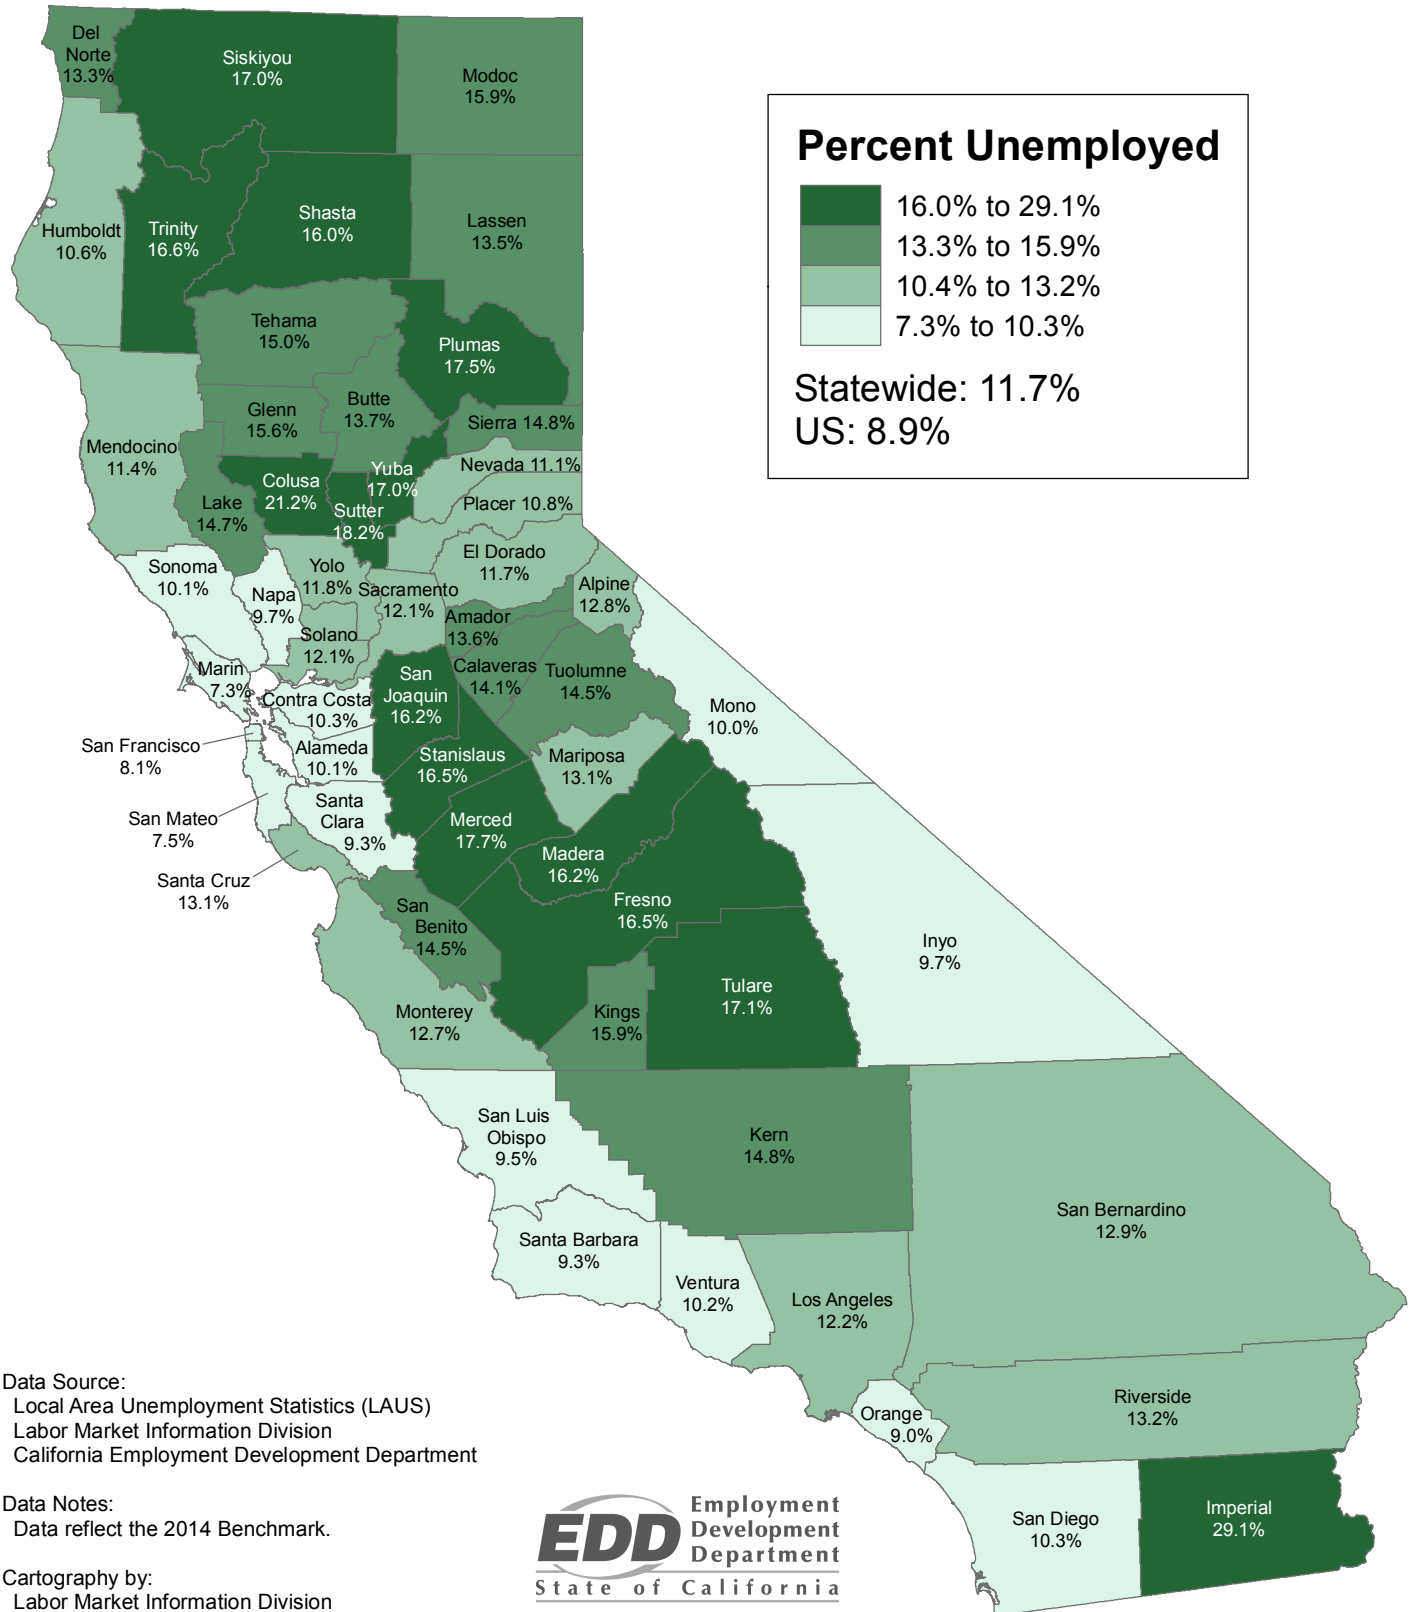 Del
Norte
13.3%
Siskiyou
17.0%
Modoc
15.9%
Percent Unemployed
16.0% to 29.1%
13.3% to 15.9%
10.4% to 13.2%
7.3% to 10.3%
Statewide: 11.7%
US: 8.9%
Humboldt
10.6%
Trinity
16.6%
Shasta
16.0%
Lassen
13.5%
Tehama
15.0%
Plumas
17.5%
Glenn
15.6%
Butte
13.7%
Sierra 14.8%
Mendocino
11.4%
Lake
14.7%
Colusa
21.2%
Sutter
18.2%
Yuba
17.0%
Nevada 11.1%
Placer 10.8%
Sonoma
10.1%
Napa
9.7%
Yolo
11.8%
Solano
12.1%
Sacramento
12.1%
El Dorado
11.7%
Alpine
12.8%
Amador
13.6%
Calaveras
14.1%
Tuolumne
14.5%
Marin
7.3%
Contra Costa
10.3%
San
Joaquin
16.2%
Mono
10.0%
San Francisco
8.1%
Alameda
10.1%
Stanislaus
16.5%
Mariposa
13.1%
San Mateo
7.5%
Santa
Clara
9.3%
Merced
17.7%
Madera
16.2%
Santa Cruz
13.1%
San
Benito
14.5%
Fresno
16.5%
Inyo
9.7%
Monterey
12.7%
Kings
15.9%
Tulare
17.1%
San Luis
Obispo
9.5%
Kern
14.8%
San Bernardino
12.9%
Santa Barbara
9.3%
Ventura
10.2%
Los Angeles
12.2%
Orange
9.0%
Riverside
13.2%
San Diego
10.3%
Imperial
29.1%
Data Source:
Local Area Unemployment Statistics (LAUS)
Labor Market Information Division
California Employment Development Department
Data Notes:
Data reflect the 2014 Benchmark.
Cartography by:
Labor Market Information Division
EDD
Employment
Development
Department
State of California